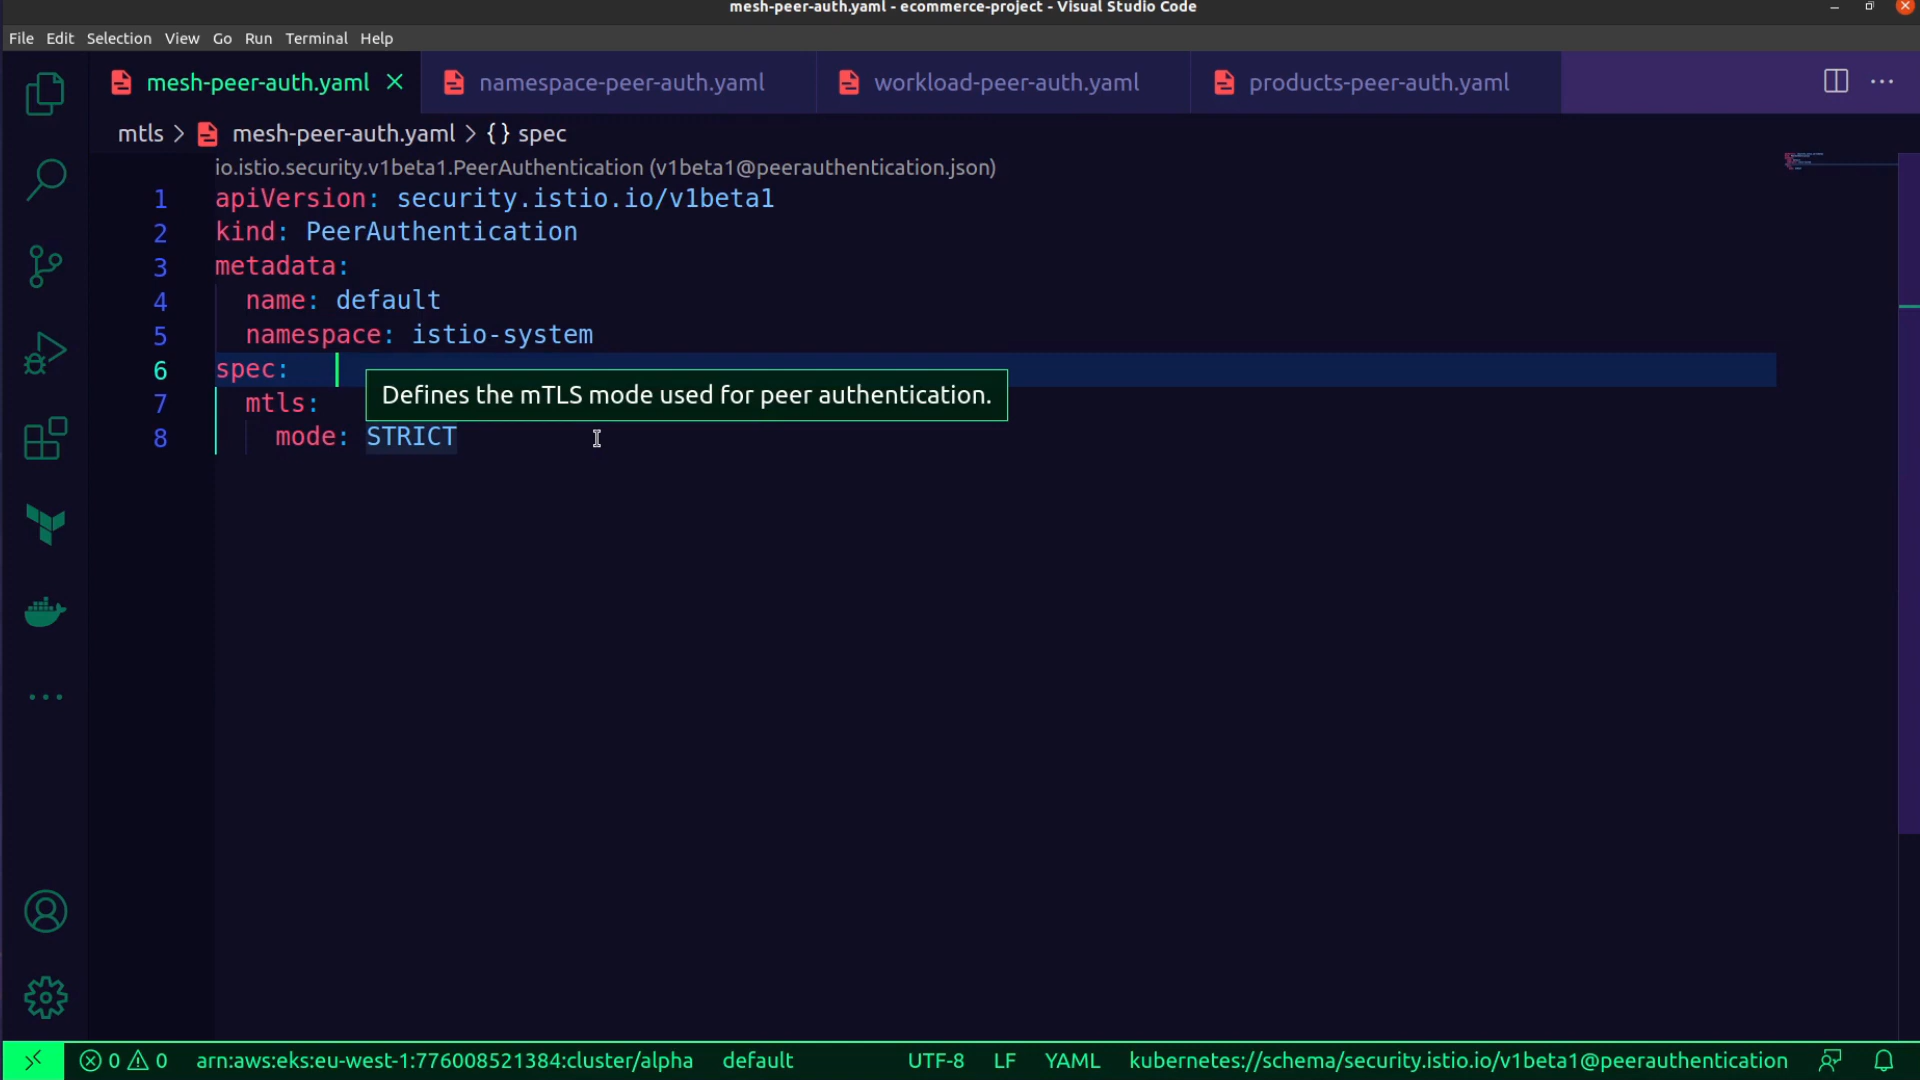 mesh-peer-auth.yaml - ecommerce-project - Visual Studio Code
File Edit Selection View Go Run Terminal Help
mesh-peer-auth.yaml namespace-peer-auth.yaml workload-peer-auth.yaml products-peer-auth.yaml
mtls > mesh-peer-auth.yaml > {} spec
io.istio.security.v1beta1.PeerAuthentication (v1beta1@peerauthentication.json)
1 apiVersion: security.istio.io/v1beta1
2 kind: PeerAuthentication
3 metadata:
4 name: default
5 namespace: istio-system
6 spec:
Defines the mTLS mode used for peer authentication.
7 mtls:
8 mode: STRICT
0 0 arn:aws:eks:eu-west-1:776008521384:cluster/alpha default UTF-8 LF YAML kubernetes://schema/security.istio.io/v1beta1@peerauthentication